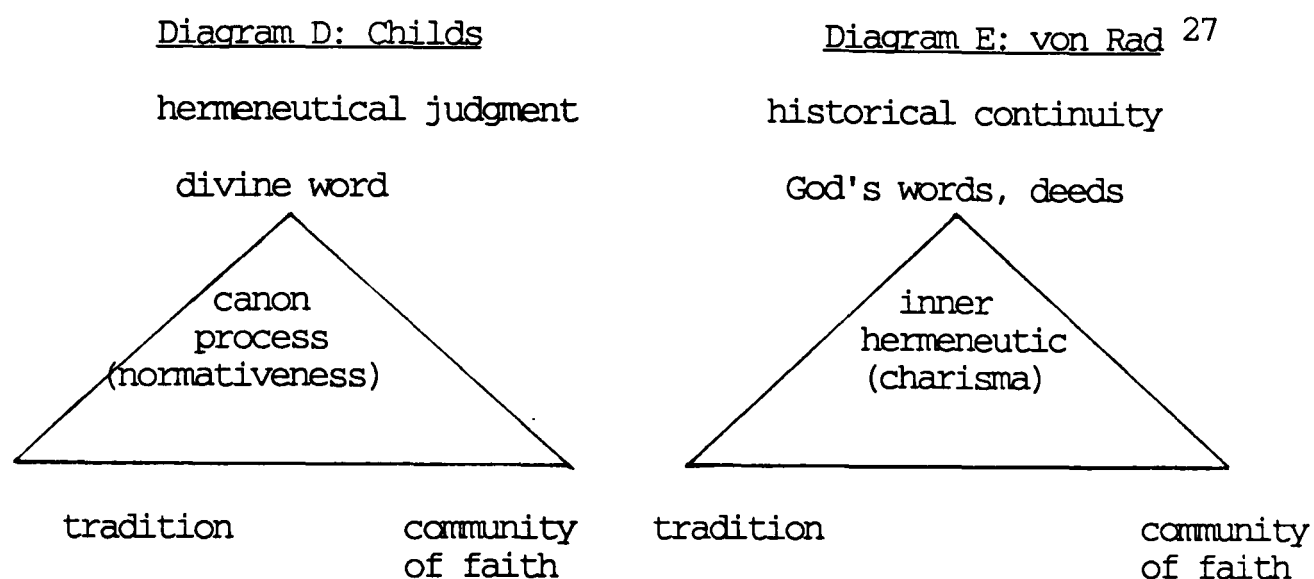 Diagram D: Childs
hermeneutical judgment
divine word
canon
process
(normativeness)
tradition
community
of faith
Diagram E: von Rad 27
historical continuity
God's words, deeds
inner
hermeneutic
(charisma)
tradition
community
of faith